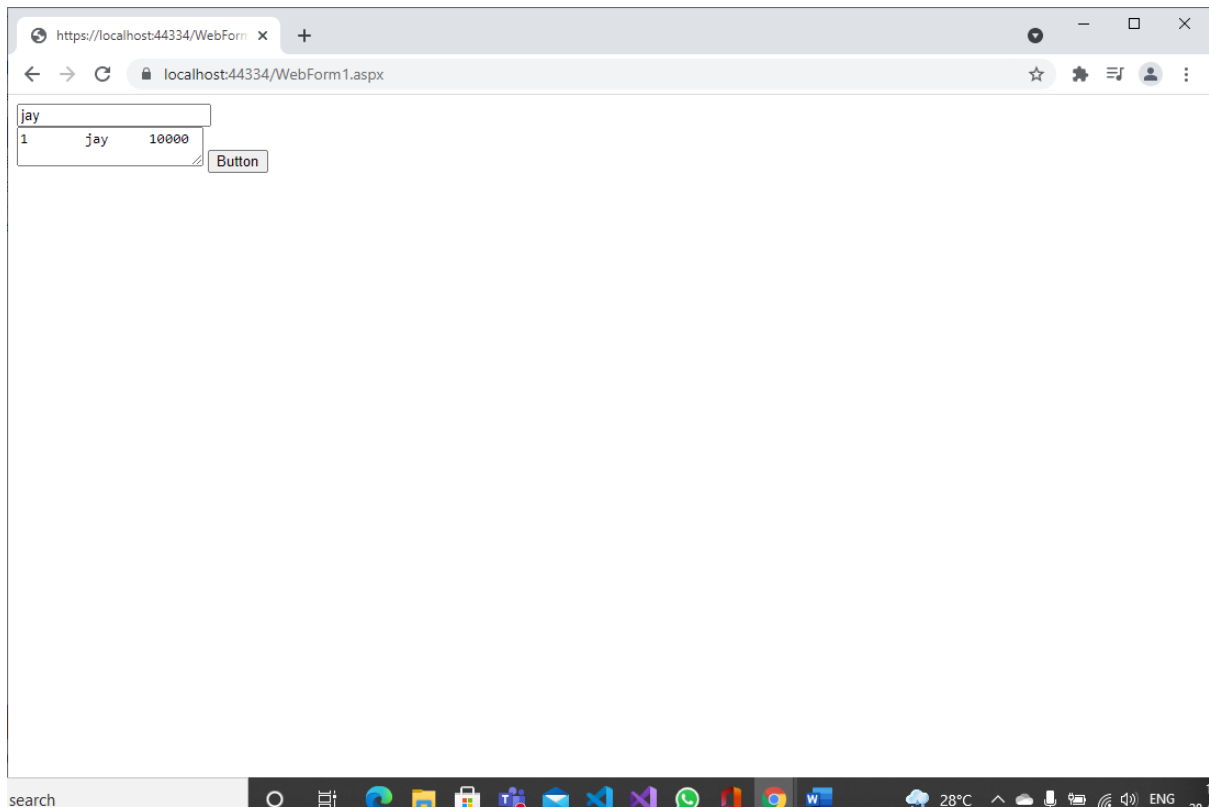 https://localhost:44334/WebForm
localhost:44334/WebForm1.aspx
jay
1 jay 10000
Button
search 28°C ENG